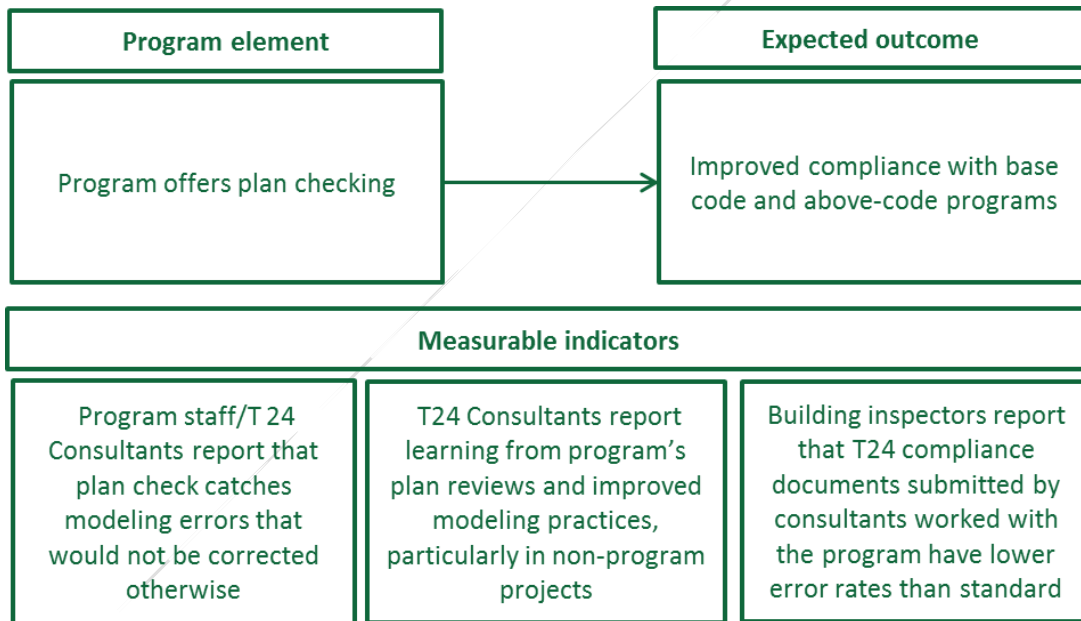 Program element
Expected outcome
Program offers plan checking
Improved compliance with base
code and above-code programs
Measurable indicators
Program staff/T 24
Consultants report that
plan check catches
modeling errors that
would not be corrected
otherwise
T24 Consultants report
learning from program’s
plan reviews and improved
modeling practices,
particularly in non-program
projects
Building inspectors report
that T24 compliance
documents submitted by
consultants worked with
the program have lower
error rates than standard